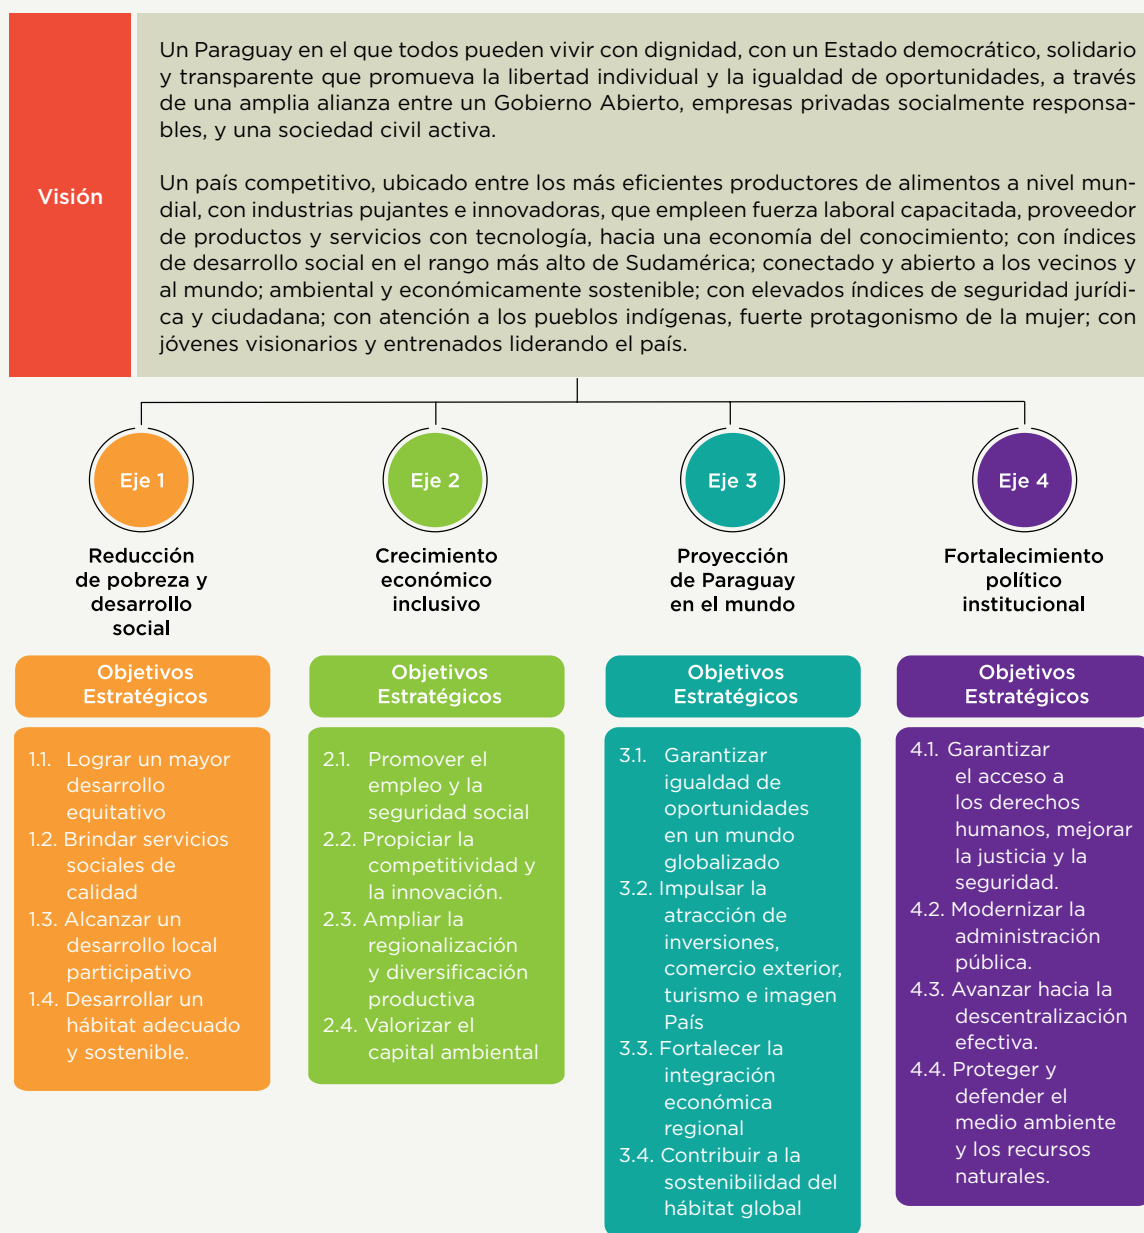 Visión
Un Paraguay en el que todos pueden vivir con dignidad, con un Estado democrático, solidario
y transparente que promueva la libertad individual y la igualdad de oportunidades, a través
de una amplia alianza entre un Gobierno Abierto, empresas privadas socialmente responsa-
bles, y una sociedad civil activa.
Un país competitivo, ubicado entre los más eficientes productores de alimentos a nivel mun-
dial, con industrias pujantes e innovadoras, que empleen fuerza laboral capacitada, proveedor
de productos y servicios con tecnología, hacia una economía del conocimiento; con índices
de desarrollo social en el rango más alto de Sudamérica; conectado y abierto a los vecinos y
al mundo; ambiental y económicamente sostenible; con elevados índices de seguridad jurídi-
ca y ciudadana; con atención a los pueblos indígenas, fuerte protagonismo de la mujer; con
jóvenes visionarios y entrenados liderando el país.
Eje 1
Reducción
de pobreza y
desarrollo
social
Objetivos
Estratégicos
1.1. Lograr un mayor
desarrollo
equitativo
1.2. Brindar servicios
sociales de
calidad
1.3. Alcanzar un
desarrollo local
participativo
1.4. Desarrollar un
hábitat adecuado
y sostenible.
Eje 2
Crecimiento
económico
inclusivo
Objetivos
Estratégicos
2.1. Promover el
empleo y la
seguridad social
2.2. Propiciar la
competitividad y
la innovación.
2.3. Ampliar la
regionalización
y diversificación
productiva
2.4. Valorizar el
capital ambiental
Eje 3
Proyección
de Paraguay
en el mundo
Objetivos
Estratégicos
3.1. Garantizar
igualdad de
oportunidades
en un mundo
globalizado
3.2. Impulsar la
atracción de
inversiones,
comercio exterior,
turismo e imagen
País
3.3. Fortalecer la
integración
económica
regional
3.4. Contribuir a la
sostenibilidad del
hábitat global
Eje 4
Fortalecimiento
político
institucional
Objetivos
Estratégicos
4.1. Garantizar
el acceso a
los derechos
humanos, mejorar
la justicia y la
seguridad.
4.2. Modernizar la
administración
pública.
4.3. Avanzar hacia la
descentralización
efectiva.
4.4. Proteger y
defender el
medio ambiente
y los recursos
naturales.